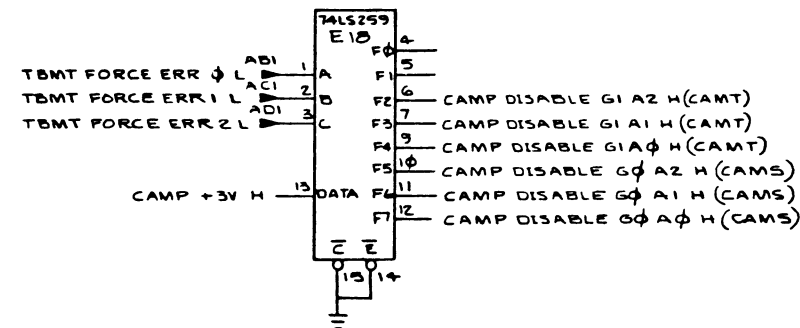 74LS259
E18
TBMT FORCE ERR Ø L AB1 1 A
TBMT FORCE ERR 1 L AC1 2 B
TBMT FORCE ERR 2 L AD1 3 C
CAMP +3V H 13 DATA
FØ 4
F1 5
F2 6 CAMP DISABLE G1 A2 H (CAMT)
F3 7 CAMP DISABLE G1 A1 H (CAMT)
F4 9 CAMP DISABLE G1 AØ H (CAMT)
F5 1Ø CAMP DISABLE GØ A2 H (CAMS)
F6 11 CAMP DISABLE GØ A1 H (CAMS)
F7 12 CAMP DISABLE GØ AØ H (CAMS)
C̅ E̅
15 14